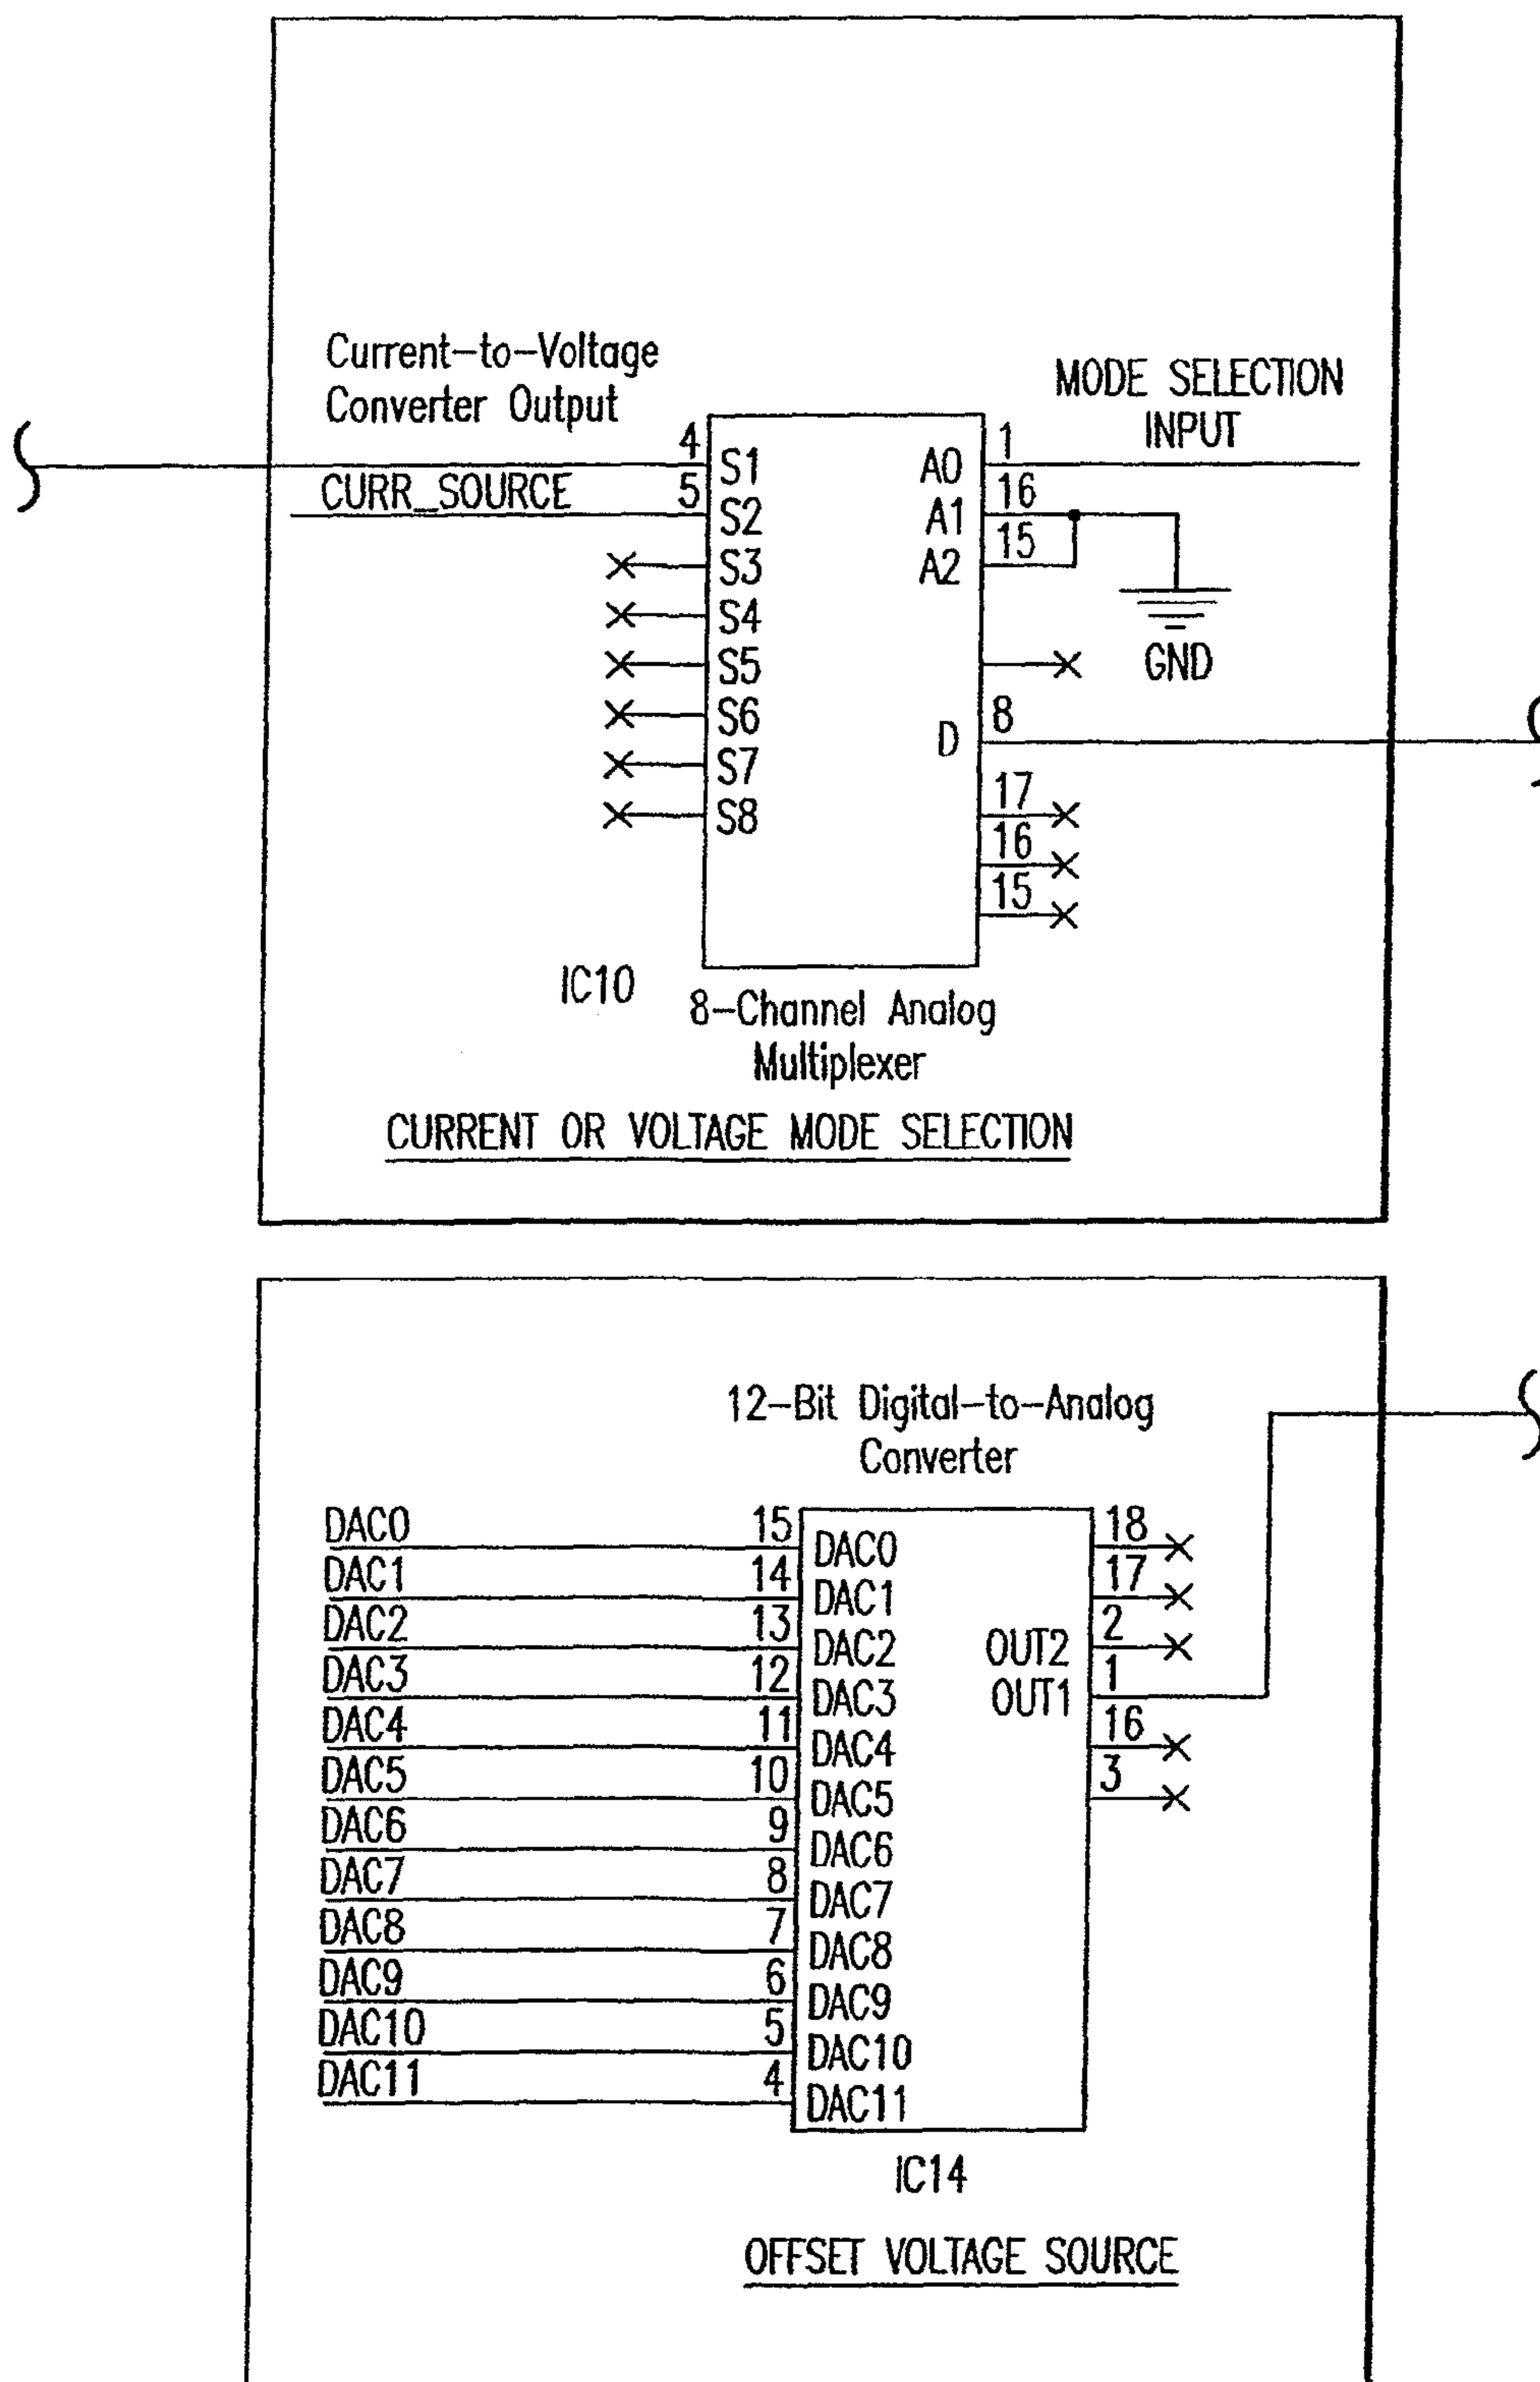 Current-to-Voltage
Converter Output
MODE SELECTION
INPUT
4 S1 A0 1
CURR_SOURCE 5 S2 A1 16
S3 A2 15
S4
S5 GND
S6
D 8
S7
S8 17
16
15
IC10
8-Channel Analog
Multiplexer
CURRENT OR VOLTAGE MODE SELECTION
12-Bit Digital-to-Analog
Converter
DAC0 15 DAC0 18
DAC1 14 DAC1 17
DAC2 13 DAC2 OUT2 2
DAC3 12 DAC3 OUT1 1
DAC4 11 DAC4 16
DAC5 10 DAC5 3
DAC6 9 DAC6
DAC7 8 DAC7
DAC8 7 DAC8
DAC9 6 DAC9
DAC10 5 DAC10
DAC11 4 DAC11
IC14
OFFSET VOLTAGE SOURCE